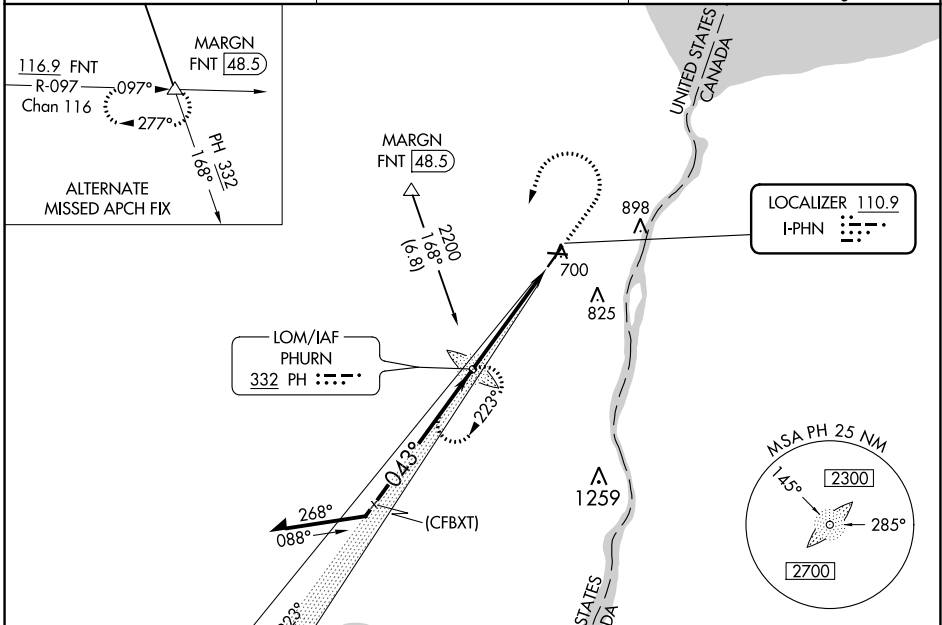 MARGN
FNT 48.5
116.9 FNT
R-097
097°
Chan 116
277°
PH 332
168°
ALTERNATE
MISSED APCH FIX
UNITED STATES
CANADA
MARGN
FNT 48.5
2200
168°
(6.8)
898
LOCALIZER 110.9
I-PHN
700
825
LOM/IAF
PHURN
332 PH
223°
043°
MSA PH 25 NM
145°
2300
285°
2700
1259
268°
088°
(CFBXT)